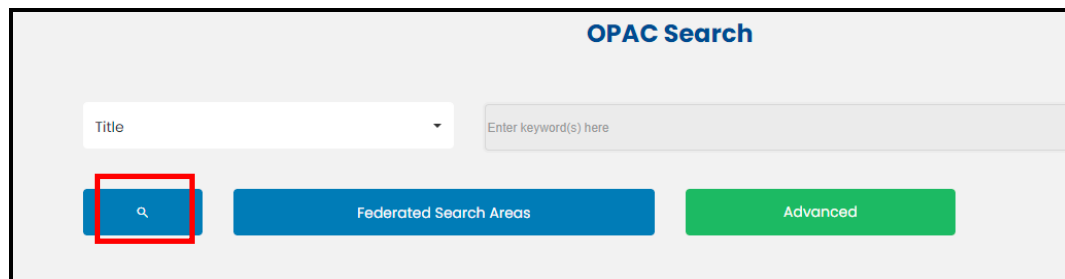 OPAC Search
Title
Enter keyword(s) here
Federated Search Areas
Advanced